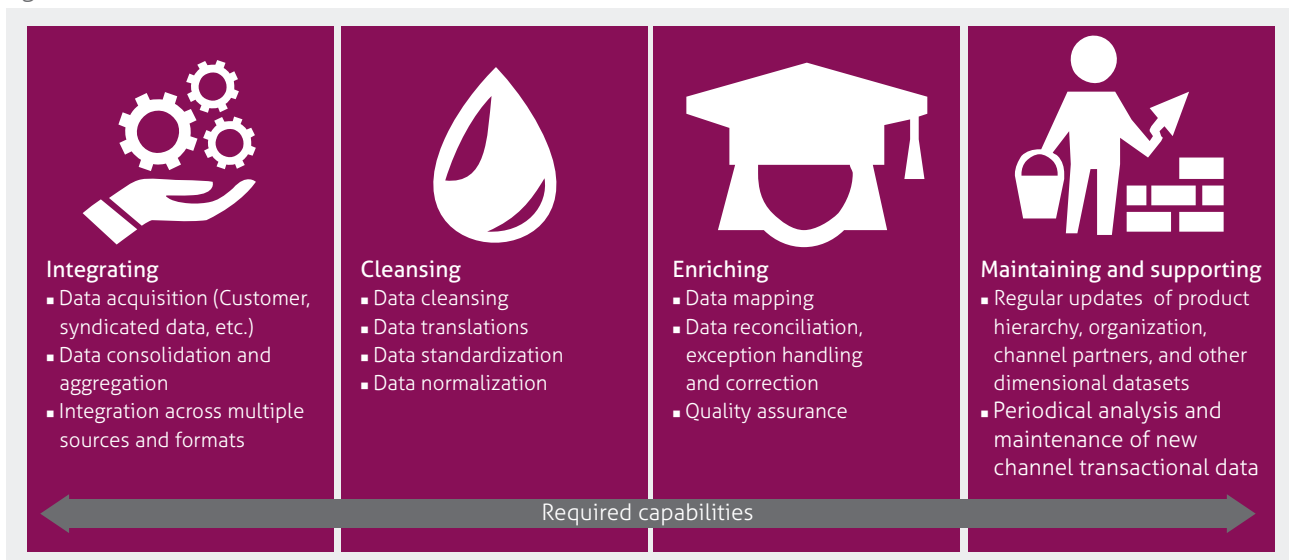 Integrating
▪ Data acquisition (Customer,
syndicated data, etc.)
▪ Data consolidation and
aggregation
▪ Integration across multiple
sources and formats
Cleansing
▪ Data cleansing
▪ Data translations
▪ Data standardization
▪ Data normalization
Enriching
▪ Data mapping
▪ Data reconciliation,
exception handling
and correction
▪ Quality assurance
Maintaining and supporting
▪ Regular updates of product
hierarchy, organization,
channel partners, and other
dimensional datasets
▪ Periodical analysis and
maintenance of new
channel transactional data
Required capabilities